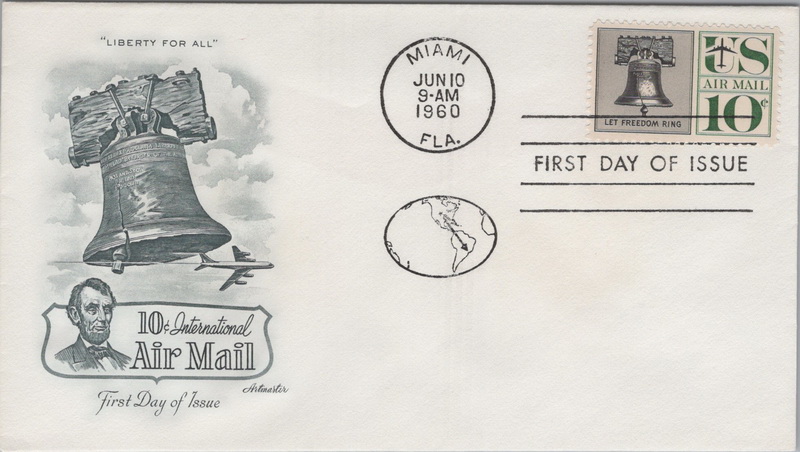 "LIBERTY FOR ALL"
10¢ International
Air Mail
Artmaster
First Day of Issue
MIAMI
JUN 10
9-AM
1960
FLA.
US
AIR MAIL
10¢
LET FREEDOM RING
FIRST DAY OF ISSUE